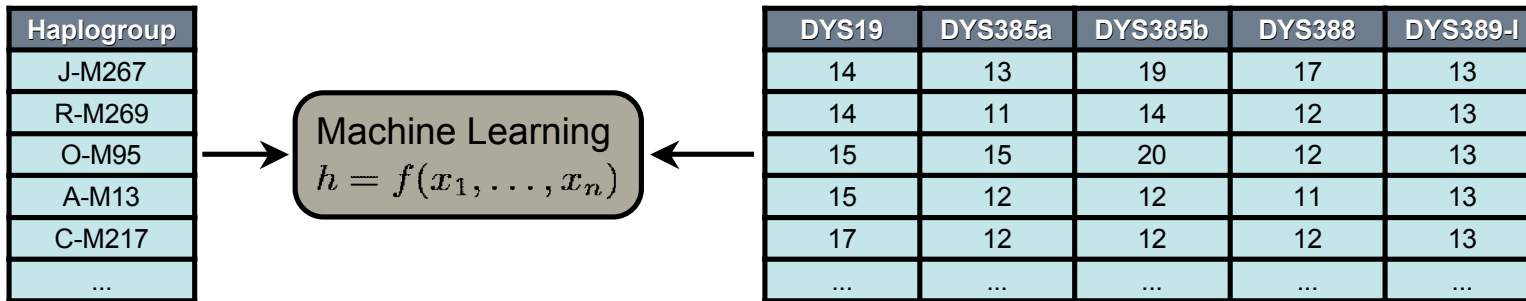 Haplogroup
J-M267
R-M269
O-M95
A-M13
C-M217
...
Machine Learning
h = f(x₁, . . . , xₙ)
DYS19 DYS385a DYS385b DYS388 DYS389-I
14 13 19 17 13
14 11 14 12 13
15 15 20 12 13
15 12 12 11 13
17 12 12 12 13
... ... ... ... ...